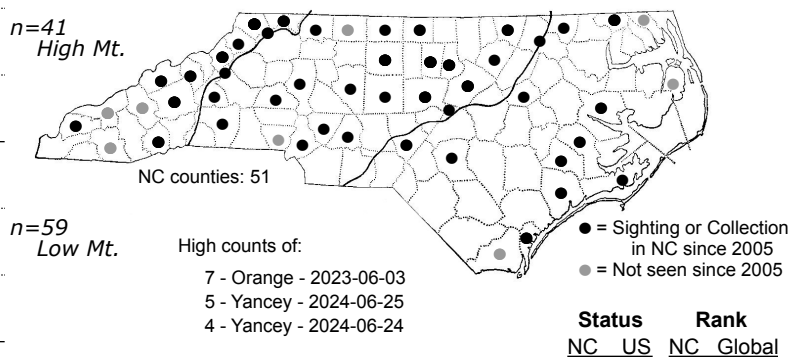 n=41
High Mt.
NC counties: 51
n=59
Low Mt.
High counts of:
7 - Orange - 2023-06-03
5 - Yancey - 2024-06-25
4 - Yancey - 2024-06-24
● = Sighting or Collection
in NC since 2005
● = Not seen since 2005
Status Rank
NC US NC Global